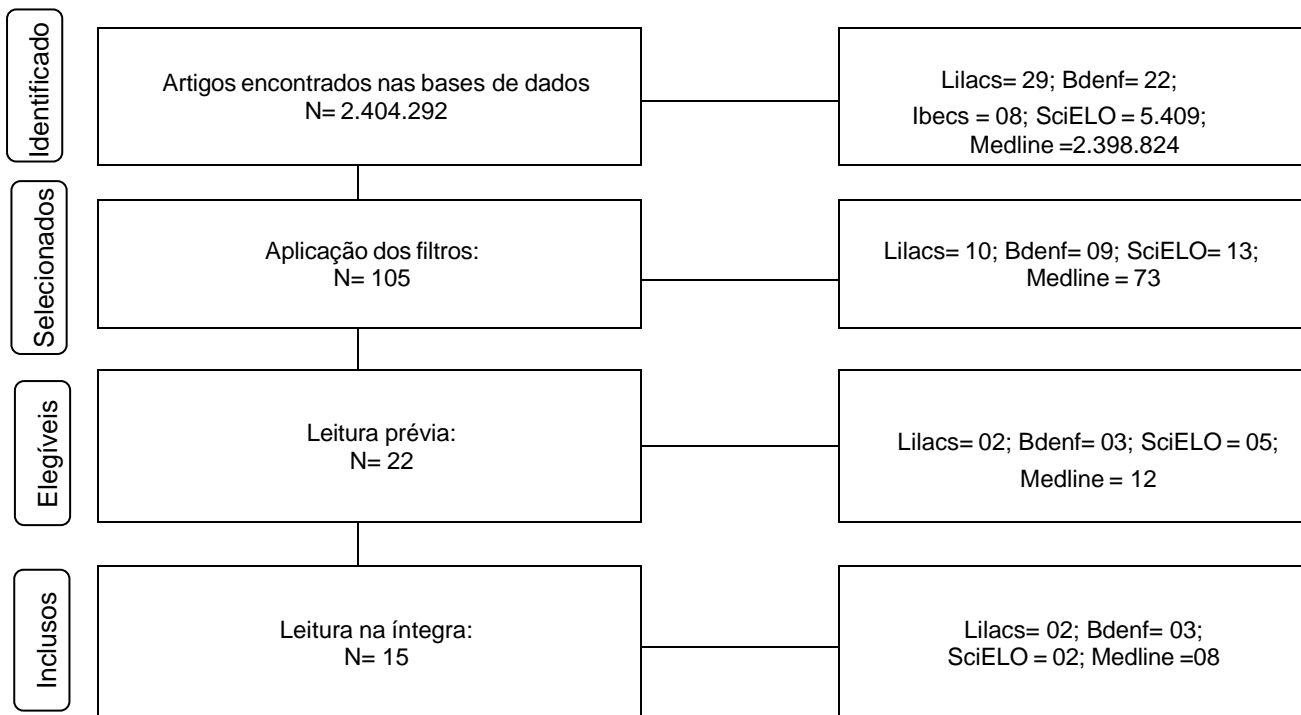 Identificado
Artigos encontrados nas bases de dados
N= 2.404.292
Lilacs= 29; Bdenf= 22;
Ibecs = 08; SciELO = 5.409;
Medline =2.398.824
Selecionados
Aplicação dos filtros:
N= 105
Lilacs= 10; Bdenf= 09; SciELO= 13;
Medline = 73
Elegíveis
Leitura prévia:
N= 22
Lilacs= 02; Bdenf= 03; SciELO = 05;
Medline = 12
Inclusos
Leitura na íntegra:
N= 15
Lilacs= 02; Bdenf= 03;
SciELO = 02; Medline =08